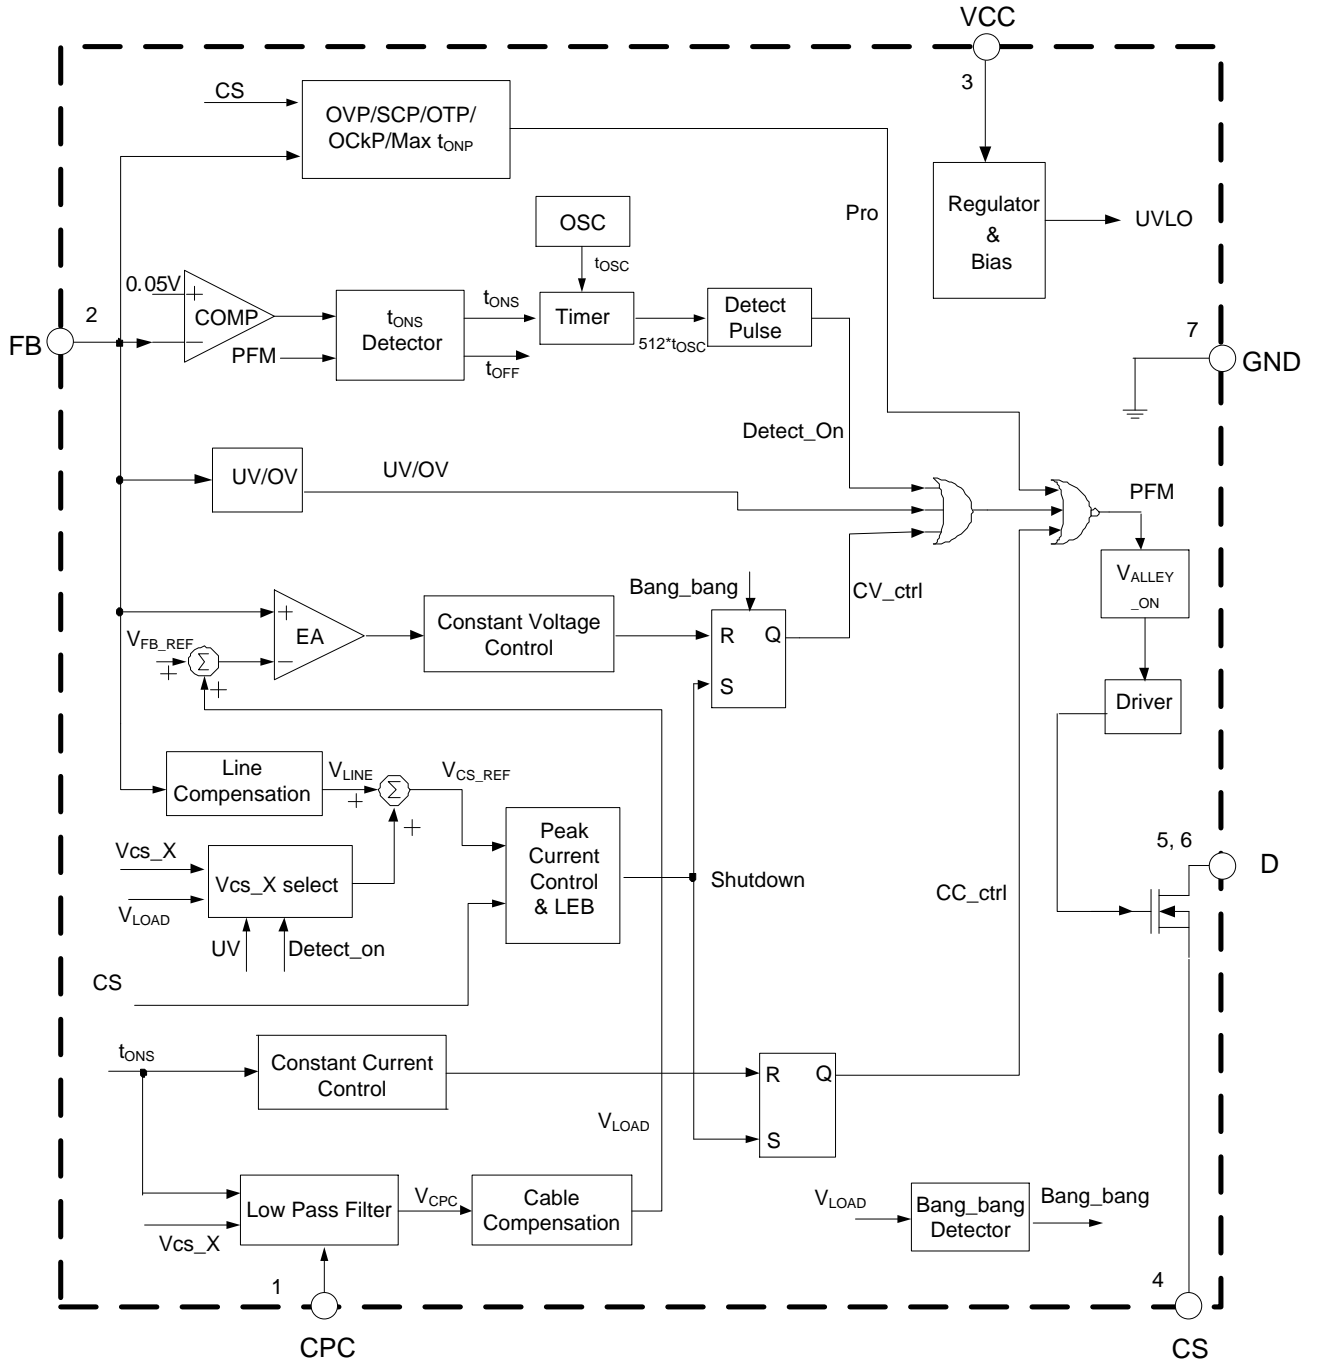 VCC
3
CS
OVP/SCP/OTP/
OCkP/Max tONP
Pro
Regulator
&
Bias
UVLO
OSC
tOSC
0.05V
+
COMP
−
tONS
Detector
PFM
tONS
tOFF
Timer
512*tOSC
Detect
Pulse
FB
2
7
GND
Detect_On
UV/OV
UV/OV
PFM
VALLEY
_ON
Bang_bang
CV_ctrl
+
EA
−
Constant Voltage
Control
R
Q
S
VFB_REF
+
Σ
+
Driver
Line
Compensation
VLINE
+
Σ
+
VCS_REF
Peak
Current
Control
& LEB
Shutdown
Vcs_X
VLOAD
Vcs_X select
UV
Detect_on
CS
CC_ctrl
5, 6
D
tONS
Constant Current
Control
R
Q
S
VLOAD
Low Pass Filter
VCPC
Cable
Compensation
Vcs_X
VLOAD
Bang_bang
Detector
Bang_bang
1
CPC
4
CS